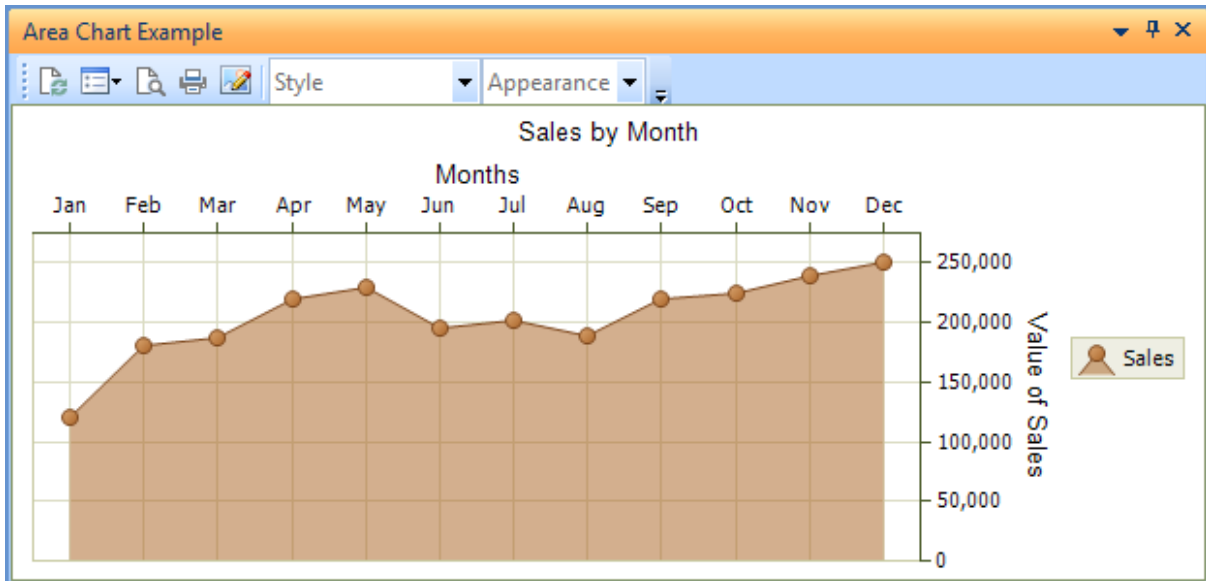 Area Chart Example
Style Appearance
Sales by Month
Months
Jan Feb Mar Apr May Jun Jul Aug Sep Oct Nov Dec
250,000
200,000
150,000
100,000
50,000
0
Value of Sales
Sales